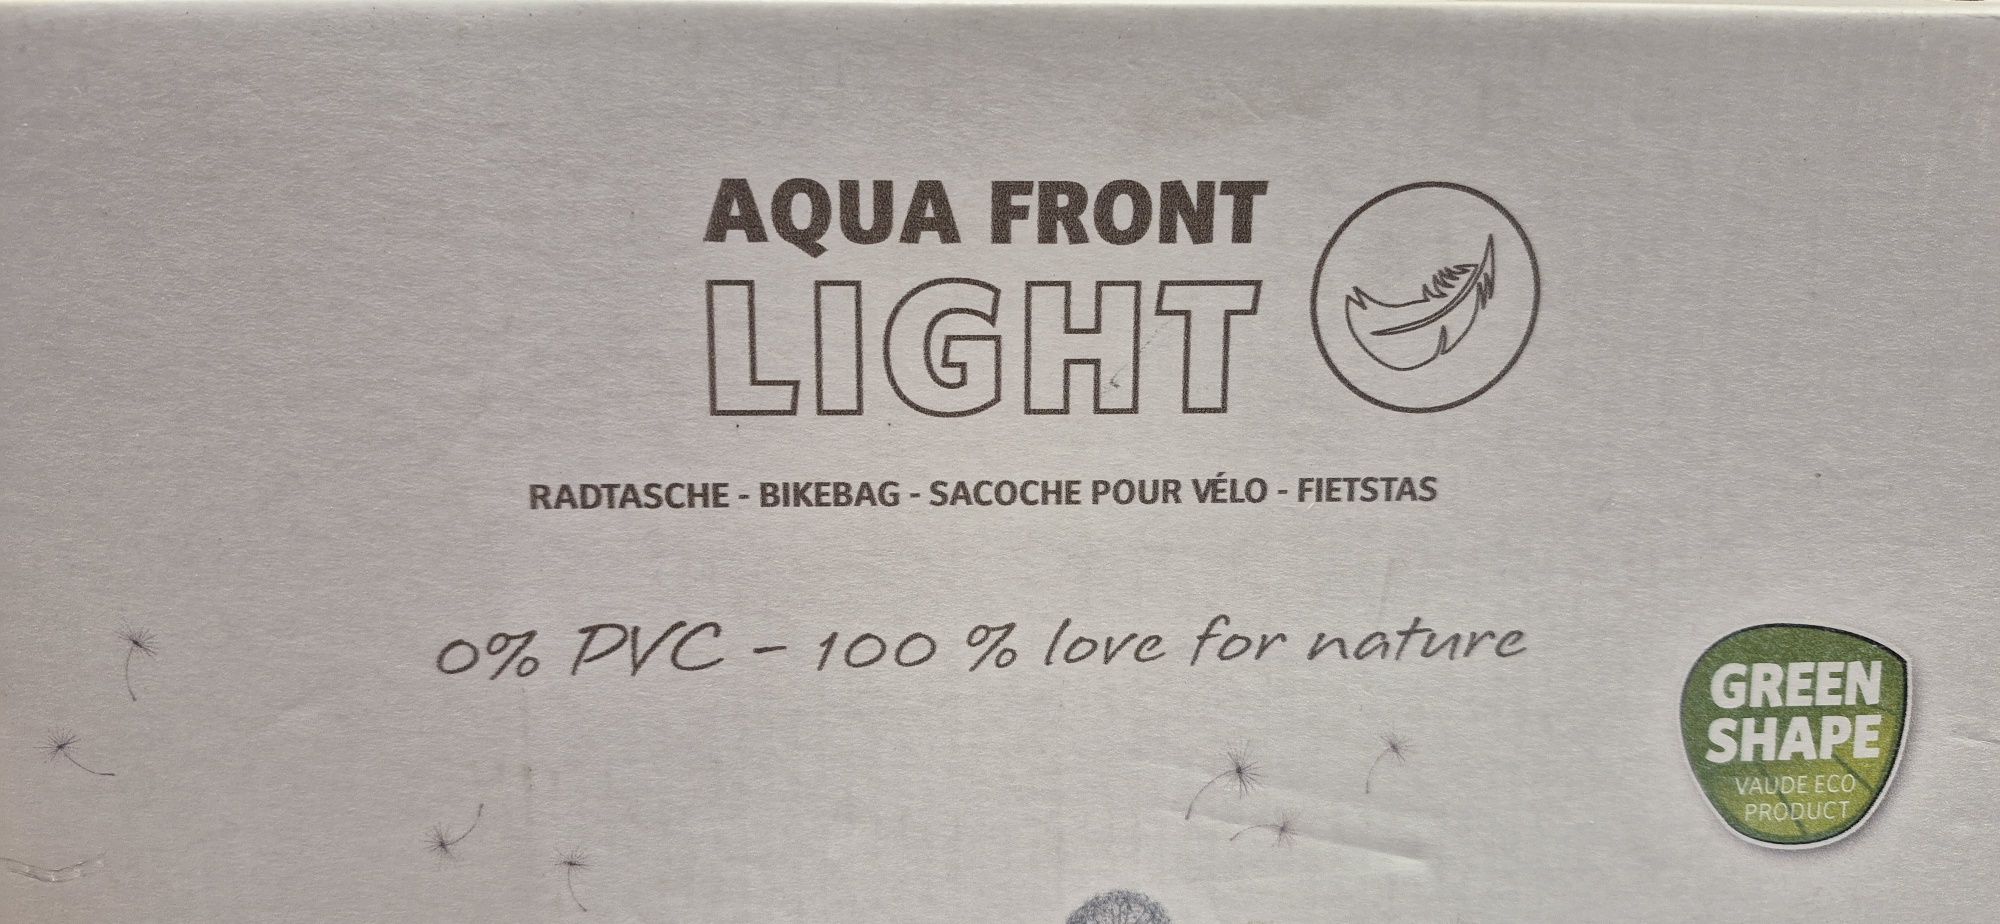 AQUA FRONT
LIGHT
RADTASCHE - BIKEBAG - SACOCHE POUR VÉLO - FIETSTAS
0% PVC - 100 % love for nature
GREEN
SHAPE
VAUDE ECO
PRODUCT